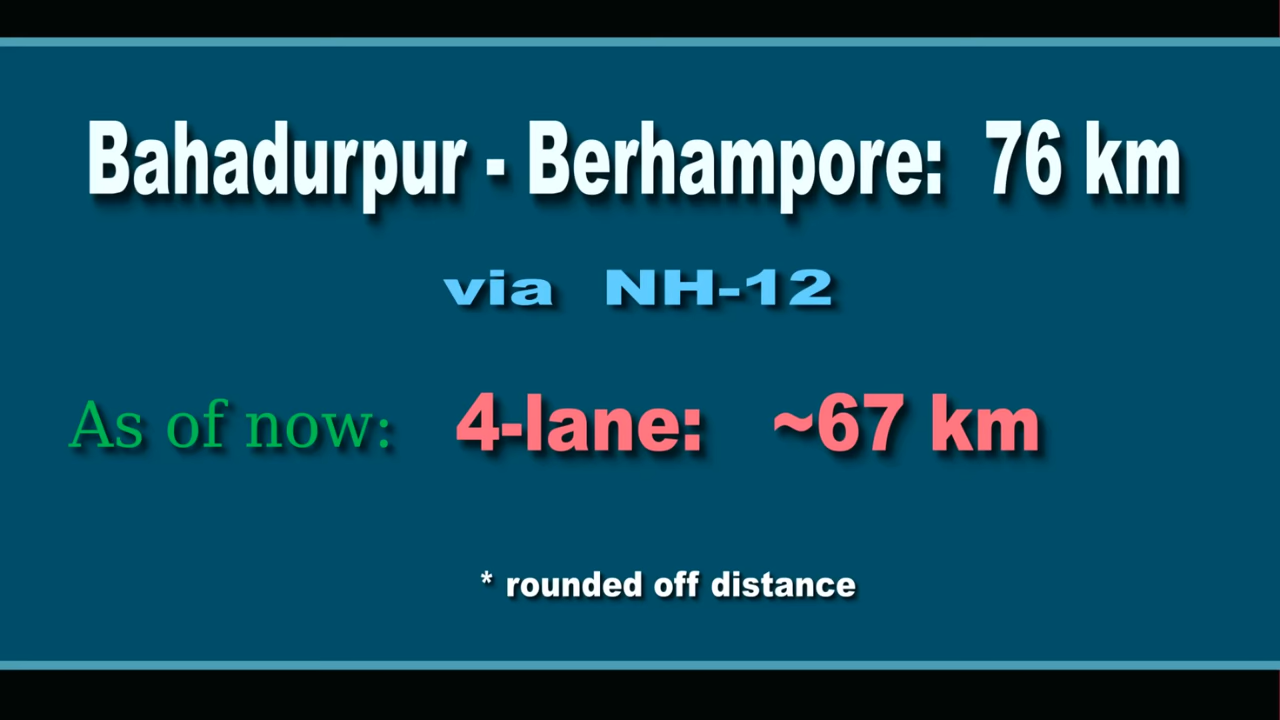 Bahadurpur - Berhampore: 76 km
via NH-12
As of now: 4-lane: ~67 km
* rounded off distance